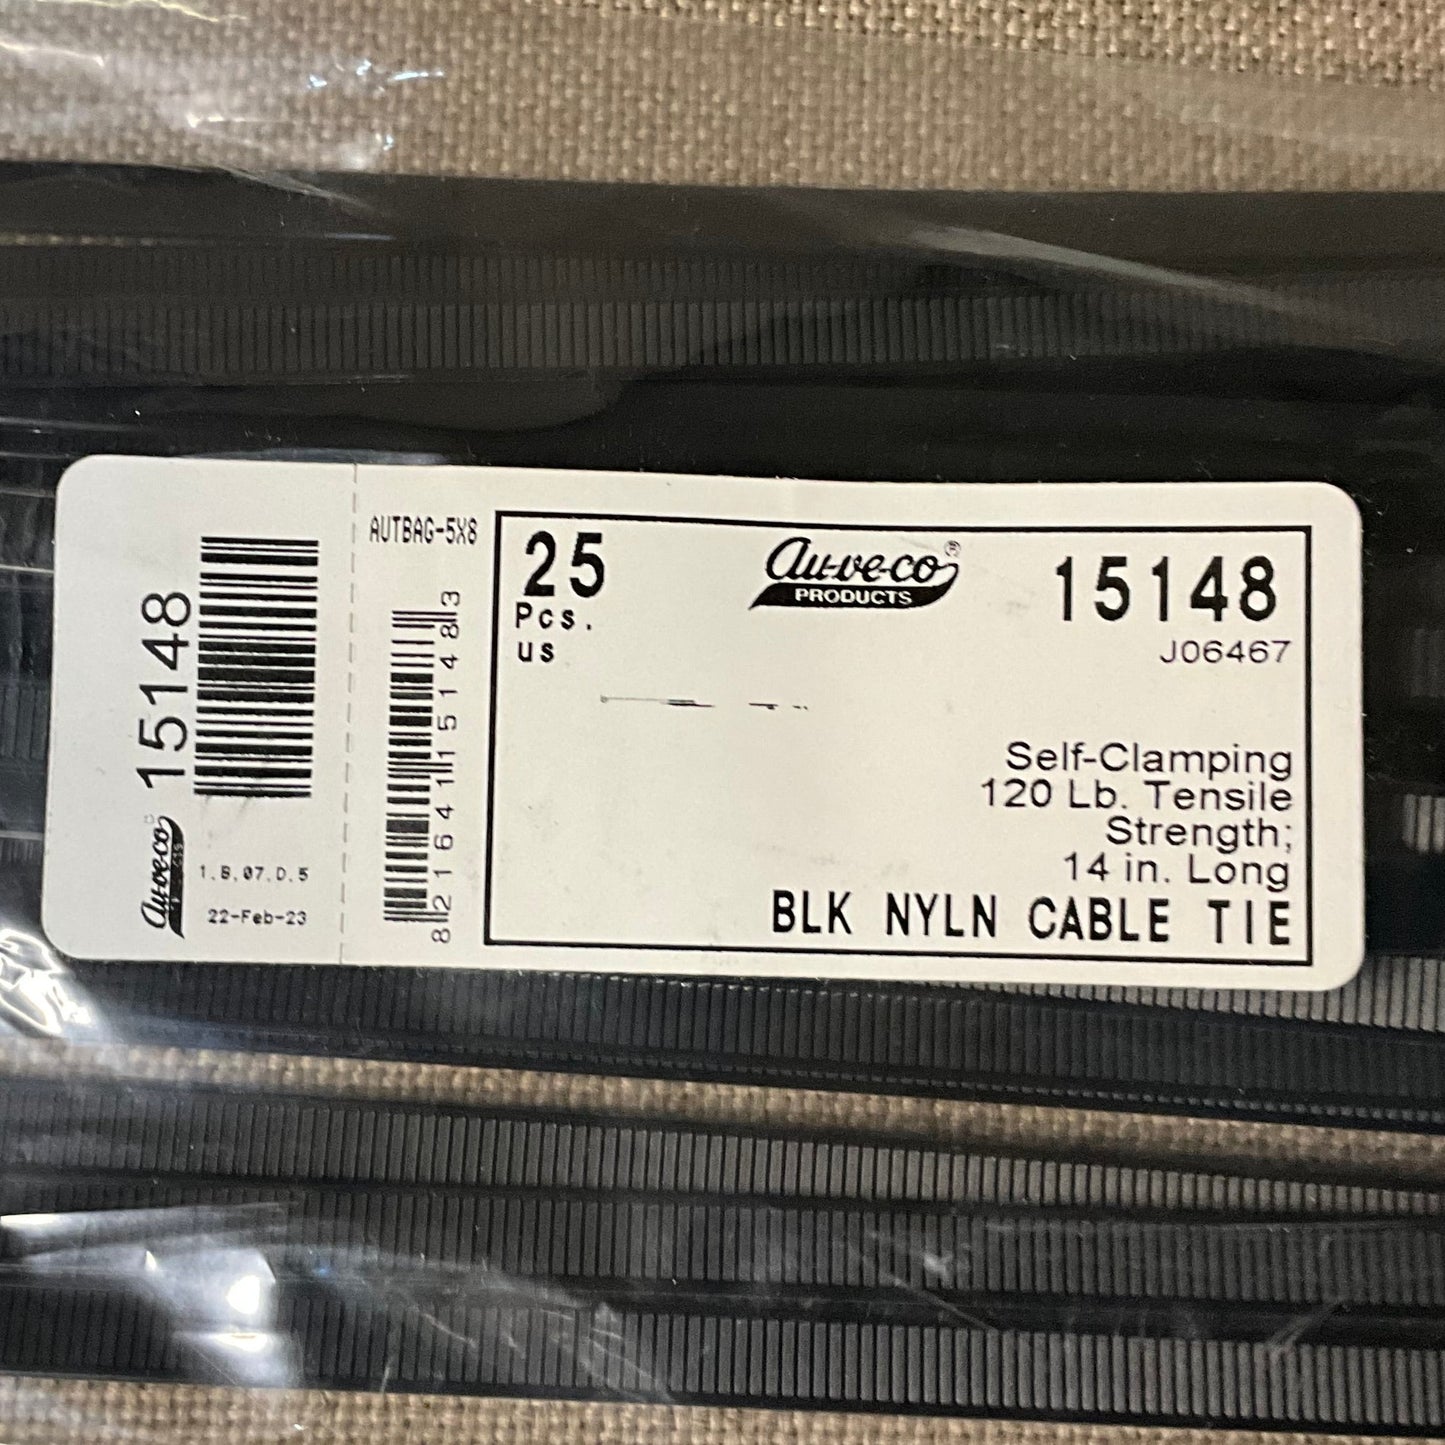 15148
au-ve-co
1.B.07.D.5
22-Feb-23
AUTBAG-5X8
8 21641 15148 3
25
Pcs.
us
au-ve-co®
PRODUCTS
15148
J06467
Self-Clamping
120 Lb. Tensile
Strength;
14 in. Long
BLK NYLN CABLE TIE